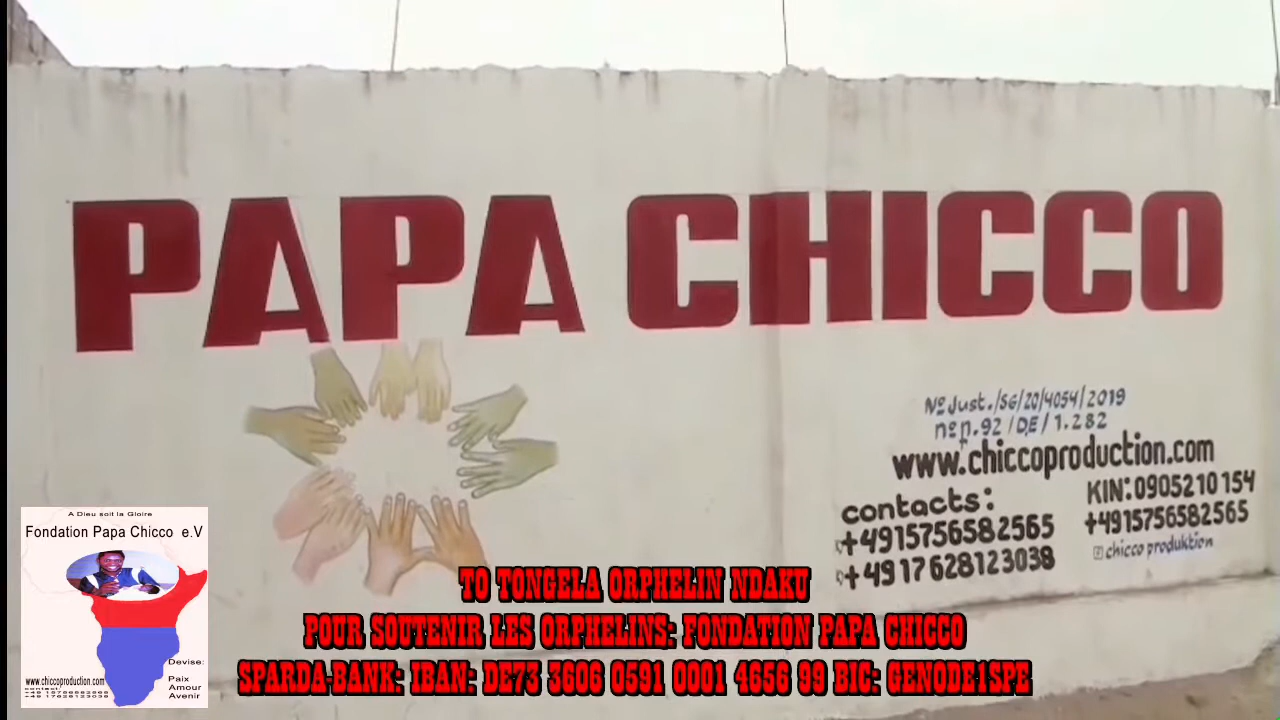 PAPA CHICCO
Nº Just./SG/20/4054/2019
nº n.92 /DE/1.282
www.chiccoproduction.com
contacts:
+4915756582565
+4917628123038
KIN:0905210154
+4915756582565
chicco produktion
A Dieu soit la Gloire
Fondation Papa Chicco e.V
Devise:
Paix
Amour
Avenir
www.chiccoproduction.com
TO TONGELA ORPHELIN NDAKU
POUR SOUTENIR LES ORPHELINS: FONDATION PAPA CHICCO
SPARDA-BANK: IBAN: DE73 3606 0591 0001 4656 99 BIC: GENODE1SPE